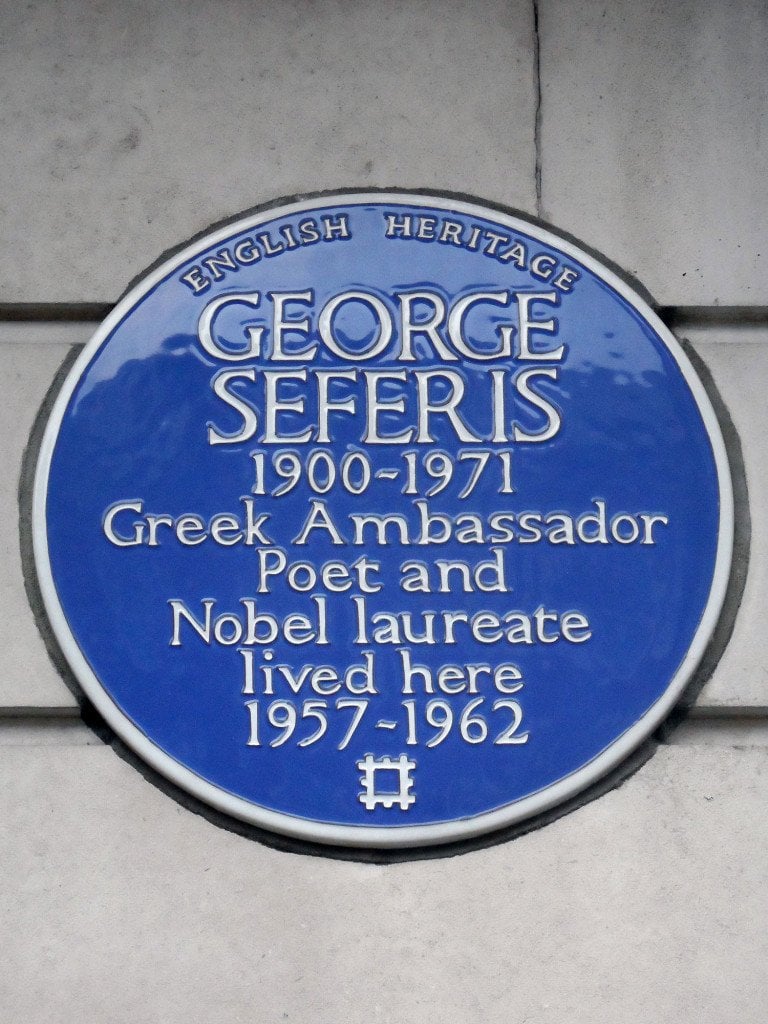 ENGLISH HERITAGE
GEORGE
SEFERIS
1900-1971
Greek Ambassador
Poet and
Nobel laureate
lived here
1957-1962